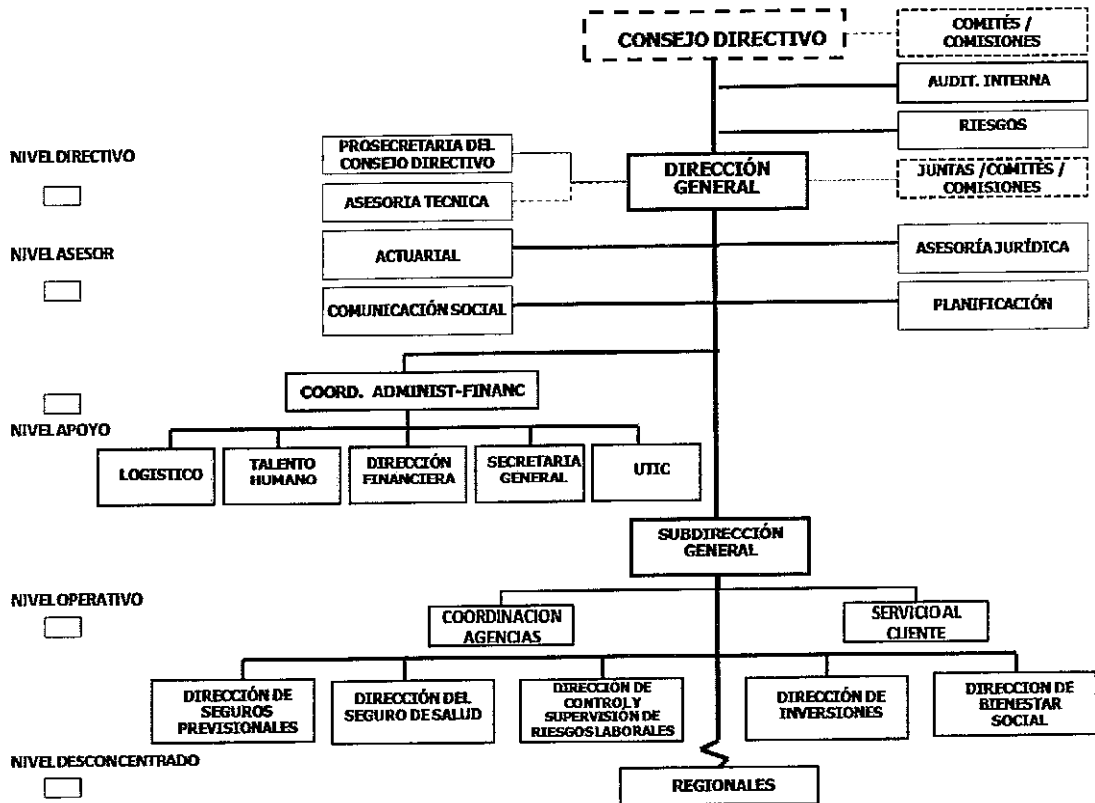 CONSEJO DIRECTIVO
COMITÉS /
COMISIONES
AUDIT. INTERNA
RIESGOS
NIVEL DIRECTIVO
PROSECRETARIA DEL
CONSEJO DIRECTIVO
DIRECCIÓN
GENERAL
JUNTAS /COMITÉS /
COMISIONES
ASESORIA TECNICA
NIVEL ASESOR
ACTUARIAL
ASESORÍA JURÍDICA
COMUNICACIÓN SOCIAL
PLANIFICACIÓN
COORD. ADMINIST-FINANC
NIVEL APOYO
LOGISTICO
TALENTO
HUMANO
DIRECCIÓN
FINANCIERA
SECRETARIA
GENERAL
UTIC
SUBDIRECCIÓN
GENERAL
NIVEL OPERATIVO
COORDINACION
AGENCIAS
SERVICIO AL
CLIENTE
DIRECCIÓN DE
SEGUROS
PREVISIONALES
DIRECCIÓN DEL
SEGURO DE SALUD
DIRECCIÓN DE
CONTROL Y
SUPERVISIÓN DE
RIESGOS LABORALES
DIRECCIÓN DE
INVERSIONES
DIRECCION DE
BIENESTAR
SOCIAL
NIVEL DESCONCENTRADO
REGIONALES